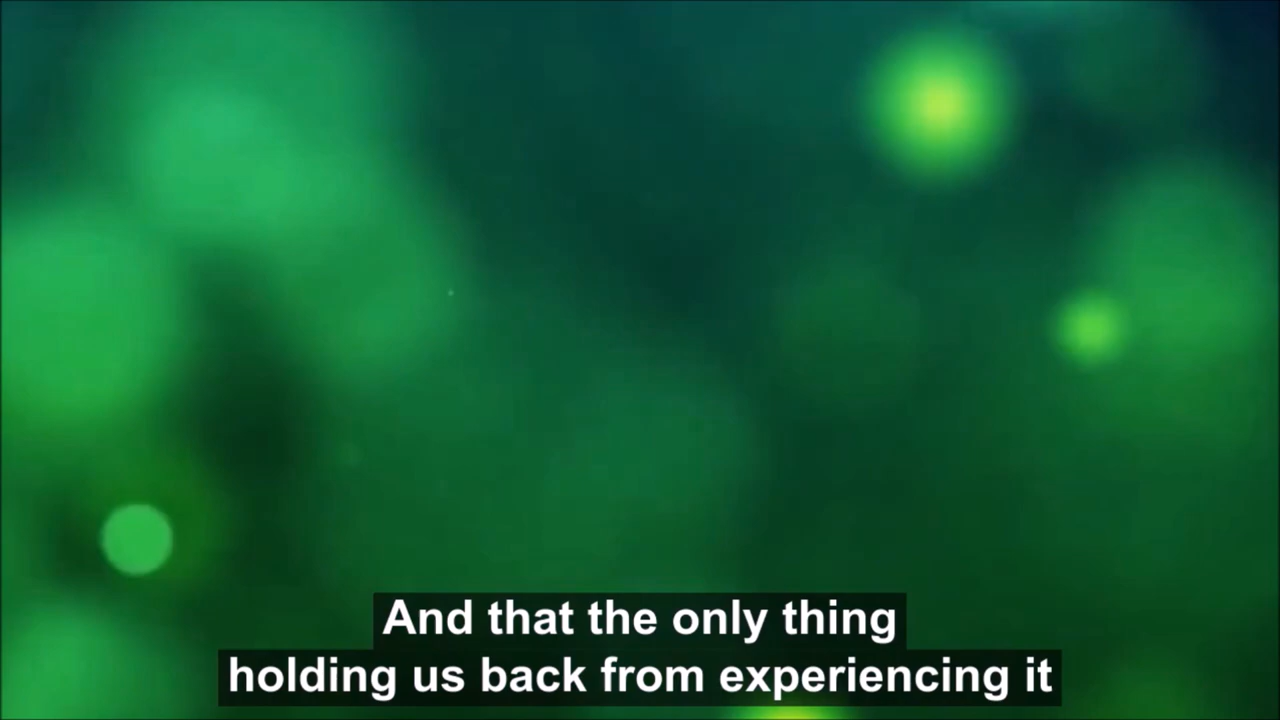 And that the only thing
holding us back from experiencing it